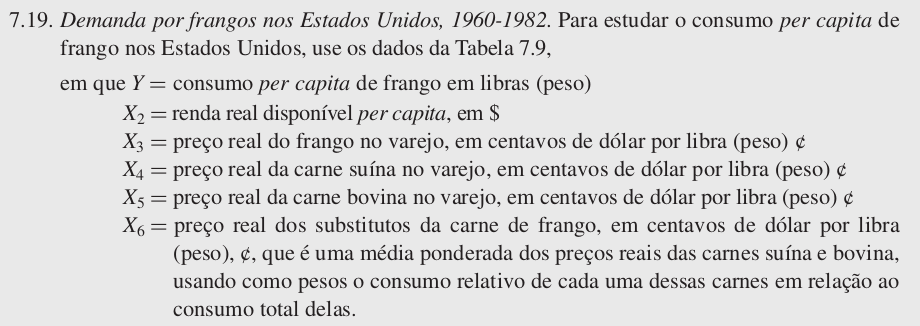 7.19. Demanda por frangos nos Estados Unidos, 1960-1982. Para estudar o consumo per capita de
frango nos Estados Unidos, use os dados da Tabela 7.9,
em que Y = consumo per capita de frango em libras (peso)
X₂ = renda real disponível per capita, em $
X₃ = preço real do frango no varejo, em centavos de dólar por libra (peso) ¢
X₄ = preço real da carne suína no varejo, em centavos de dólar por libra (peso) ¢
X₅ = preço real da carne bovina no varejo, em centavos de dólar por libra (peso) ¢
X₆ = preço real dos substitutos da carne de frango, em centavos de dólar por libra
(peso), ¢, que é uma média ponderada dos preços reais das carnes suína e bovina,
usando como pesos o consumo relativo de cada uma dessas carnes em relação ao
consumo total delas.